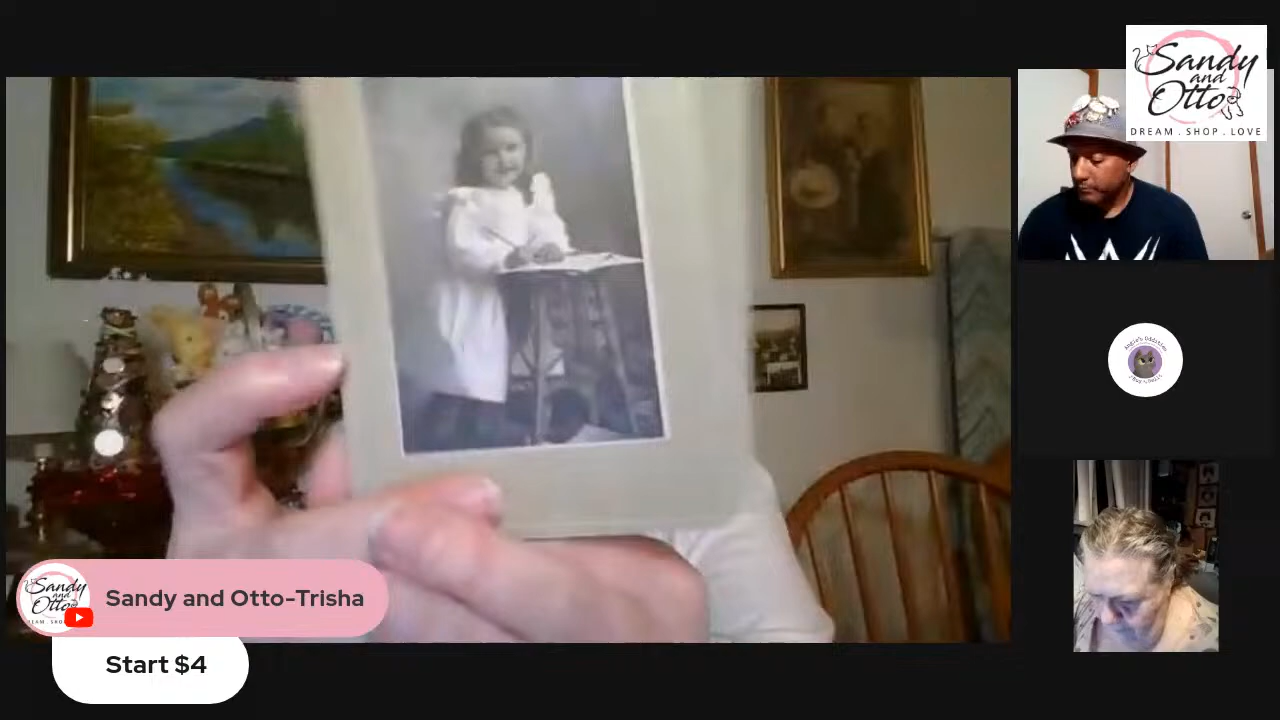 Sandy
and
Otto
DREAM . SHOP . LOVE
Sandy and Otto-Trisha
Start $4